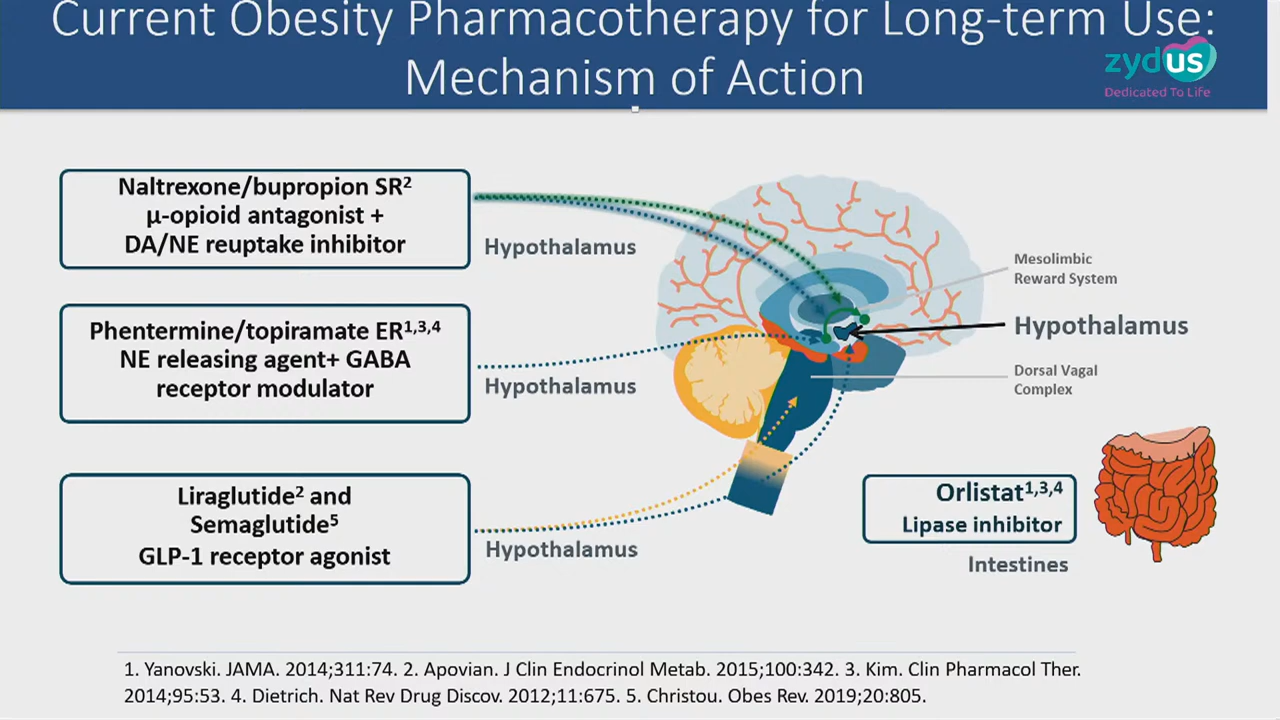 Current Obesity Pharmacotherapy for Long-term Use:
Mechanism of Action
zydus
Dedicated To Life
Naltrexone/bupropion SR²
µ-opioid antagonist +
DA/NE reuptake inhibitor
Hypothalamus
Mesolimbic
Reward System
Hypothalamus
Phentermine/topiramate ER¹,³,⁴
NE releasing agent+ GABA
receptor modulator
Hypothalamus
Dorsal Vagal
Complex
Liraglutide² and
Semaglutide⁵
GLP-1 receptor agonist
Hypothalamus
Orlistat¹,³,⁴
Lipase inhibitor
Intestines
1. Yanovski. JAMA. 2014;311:74. 2. Apovian. J Clin Endocrinol Metab. 2015;100:342. 3. Kim. Clin Pharmacol Ther.
2014;95:53. 4. Dietrich. Nat Rev Drug Discov. 2012;11:675. 5. Christou. Obes Rev. 2019;20:805.